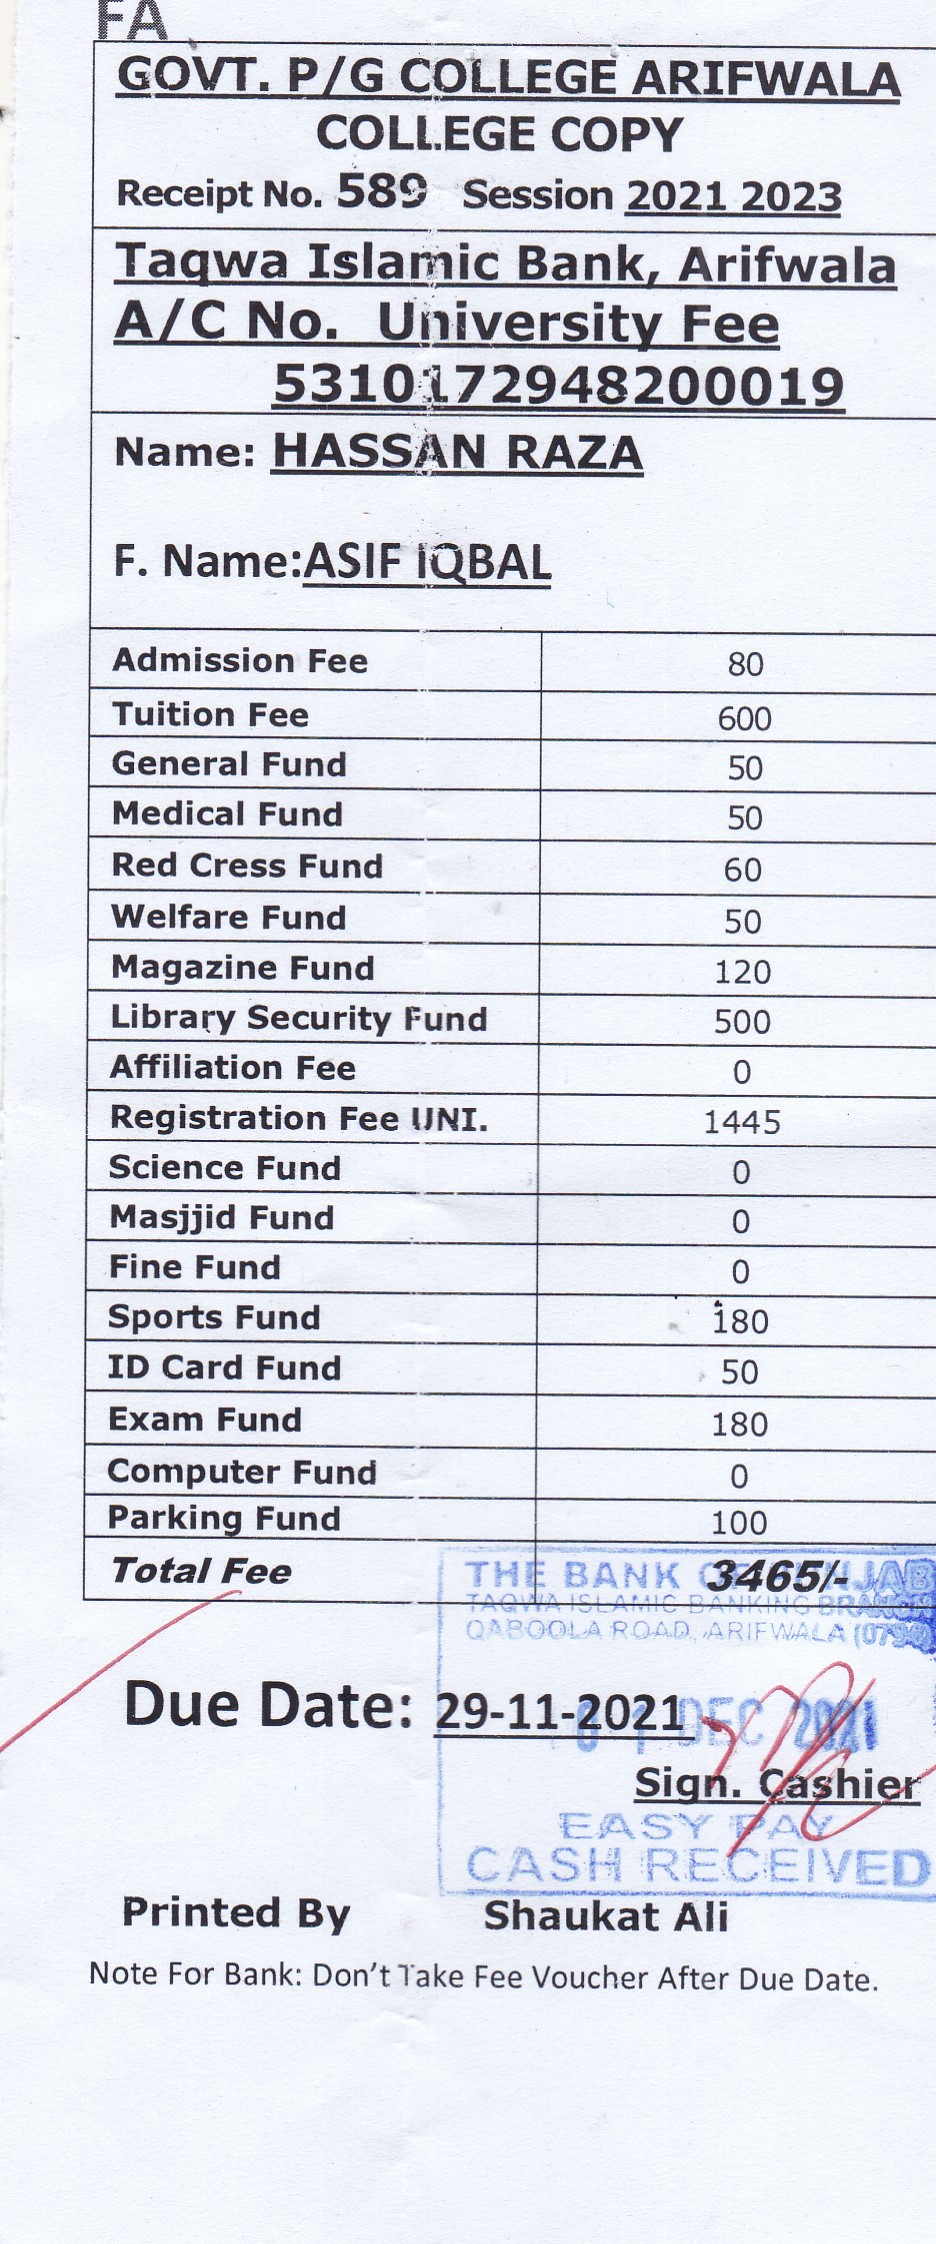 FA
GOVT. P/G COLLEGE ARIFWALA
COLLEGE COPY
Receipt No. 589 Session 2021 2023
Taqwa Islamic Bank, Arifwala
A/C No. University Fee
5310172948200019
Name: HASSAN RAZA
F. Name:ASIF IQBAL
Admission Fee 80
Tuition Fee 600
General Fund 50
Medical Fund 50
Red Cress Fund 60
Welfare Fund 50
Magazine Fund 120
Library Security Fund 500
Affiliation Fee 0
Registration Fee UNI. 1445
Science Fund 0
Masjjid Fund 0
Fine Fund 0
Sports Fund 180
ID Card Fund 50
Exam Fund 180
Computer Fund 0
Parking Fund 100
Total Fee 3465/-
THE BANK OF PUNJAB
TAQWA ISLAMIC BANKING BRANCH
QABOOLA ROAD, ARIFWALA (0794)
Due Date: 29-11-2021
01 DEC 2021
Sign. Cashier
EASY PAY
CASH RECEIVED
Printed By Shaukat Ali
Note For Bank: Don't Take Fee Voucher After Due Date.